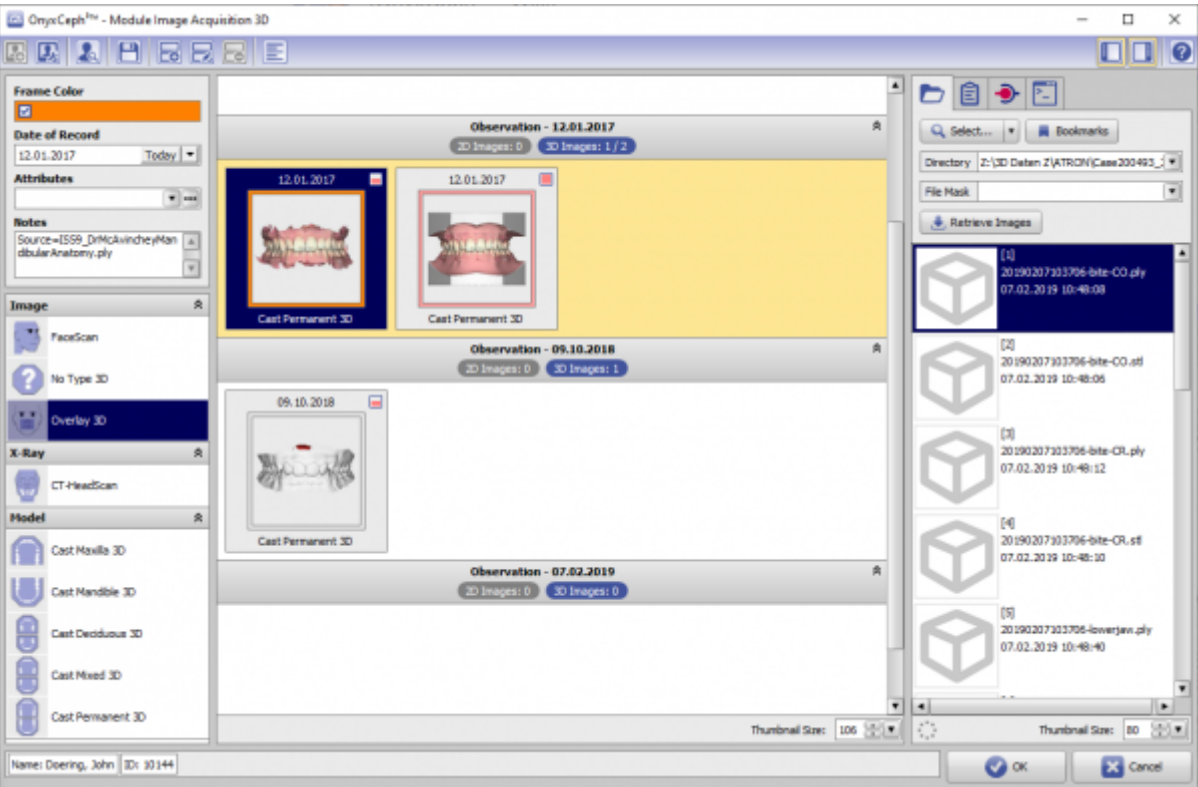 OnyxCeph³™ - Module Image Acquisition 3D
Frame Color
Date of Record
12.01.2017
Today
Attributes
Notes
Source=IS59_DrMcAvincheyMan
dibularAnatomy.ply
Image
FaceScan
No Type 3D
Overlay 3D
X-Ray
CT-HeadScan
Model
Cast Maxilla 3D
Cast Mandible 3D
Cast Deciduous 3D
Cast Mixed 3D
Cast Permanent 3D
Observation - 12.01.2017
2D Images: 0
3D Images: 1 / 2
12.01.2017
Cast Permanent 3D
12.01.2017
Cast Permanent 3D
Observation - 09.10.2018
2D Images: 0
3D Images: 1
09.10.2018
Cast Permanent 3D
Observation - 07.02.2019
2D Images: 0
3D Images: 0
Thumbnail Size: 106
Select...
Bookmarks
Directory Z:\3D Daten Z\ATRON\Case200493_
File Mask
Retrieve Images
[1]
20190207103706-bite-CO.ply
07.02.2019 10:48:08
[2]
20190207103706-bite-CO.stl
07.02.2019 10:48:06
[3]
20190207103706-bite-CR.ply
07.02.2019 10:48:12
[4]
20190207103706-bite-CR.stl
07.02.2019 10:48:10
[5]
20190207103706-lowerjaw.ply
07.02.2019 10:48:40
Thumbnail Size: 80
Name: Doering, John
ID: 10144
OK
Cancel